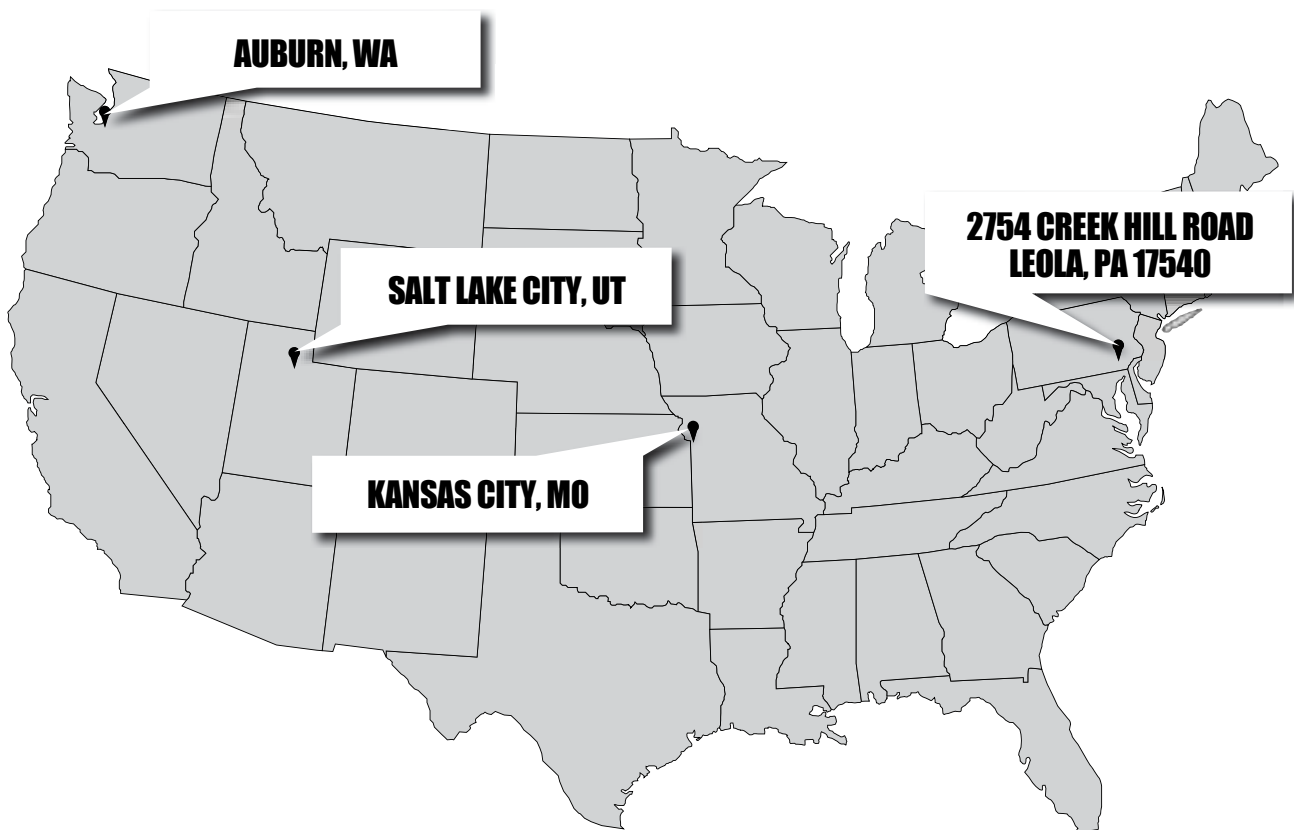 AUBURN, WA
2754 CREEK HILL ROAD
LEOLA, PA 17540
SALT LAKE CITY, UT
KANSAS CITY, MO